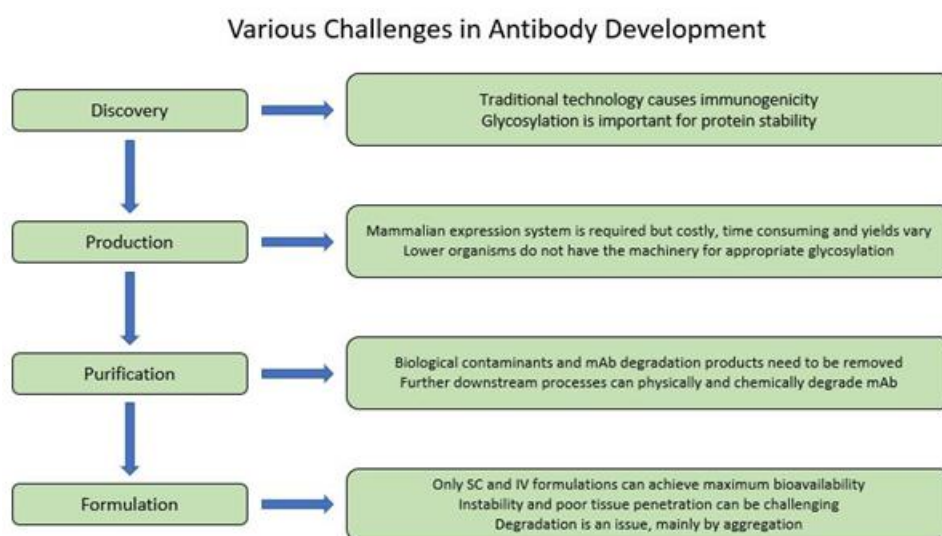 Various Challenges in Antibody Development
Discovery
Traditional technology causes immunogenicity
Glycosylation is important for protein stability
Production
Mammalian expression system is required but costly, time consuming and yields vary
Lower organisms do not have the machinery for appropriate glycosylation
Purification
Biological contaminants and mAb degradation products need to be removed
Further downstream processes can physically and chemically degrade mAb
Formulation
Only SC and IV formulations can achieve maximum bioavailability
Instability and poor tissue penetration can be challenging
Degradation is an issue, mainly by aggregation